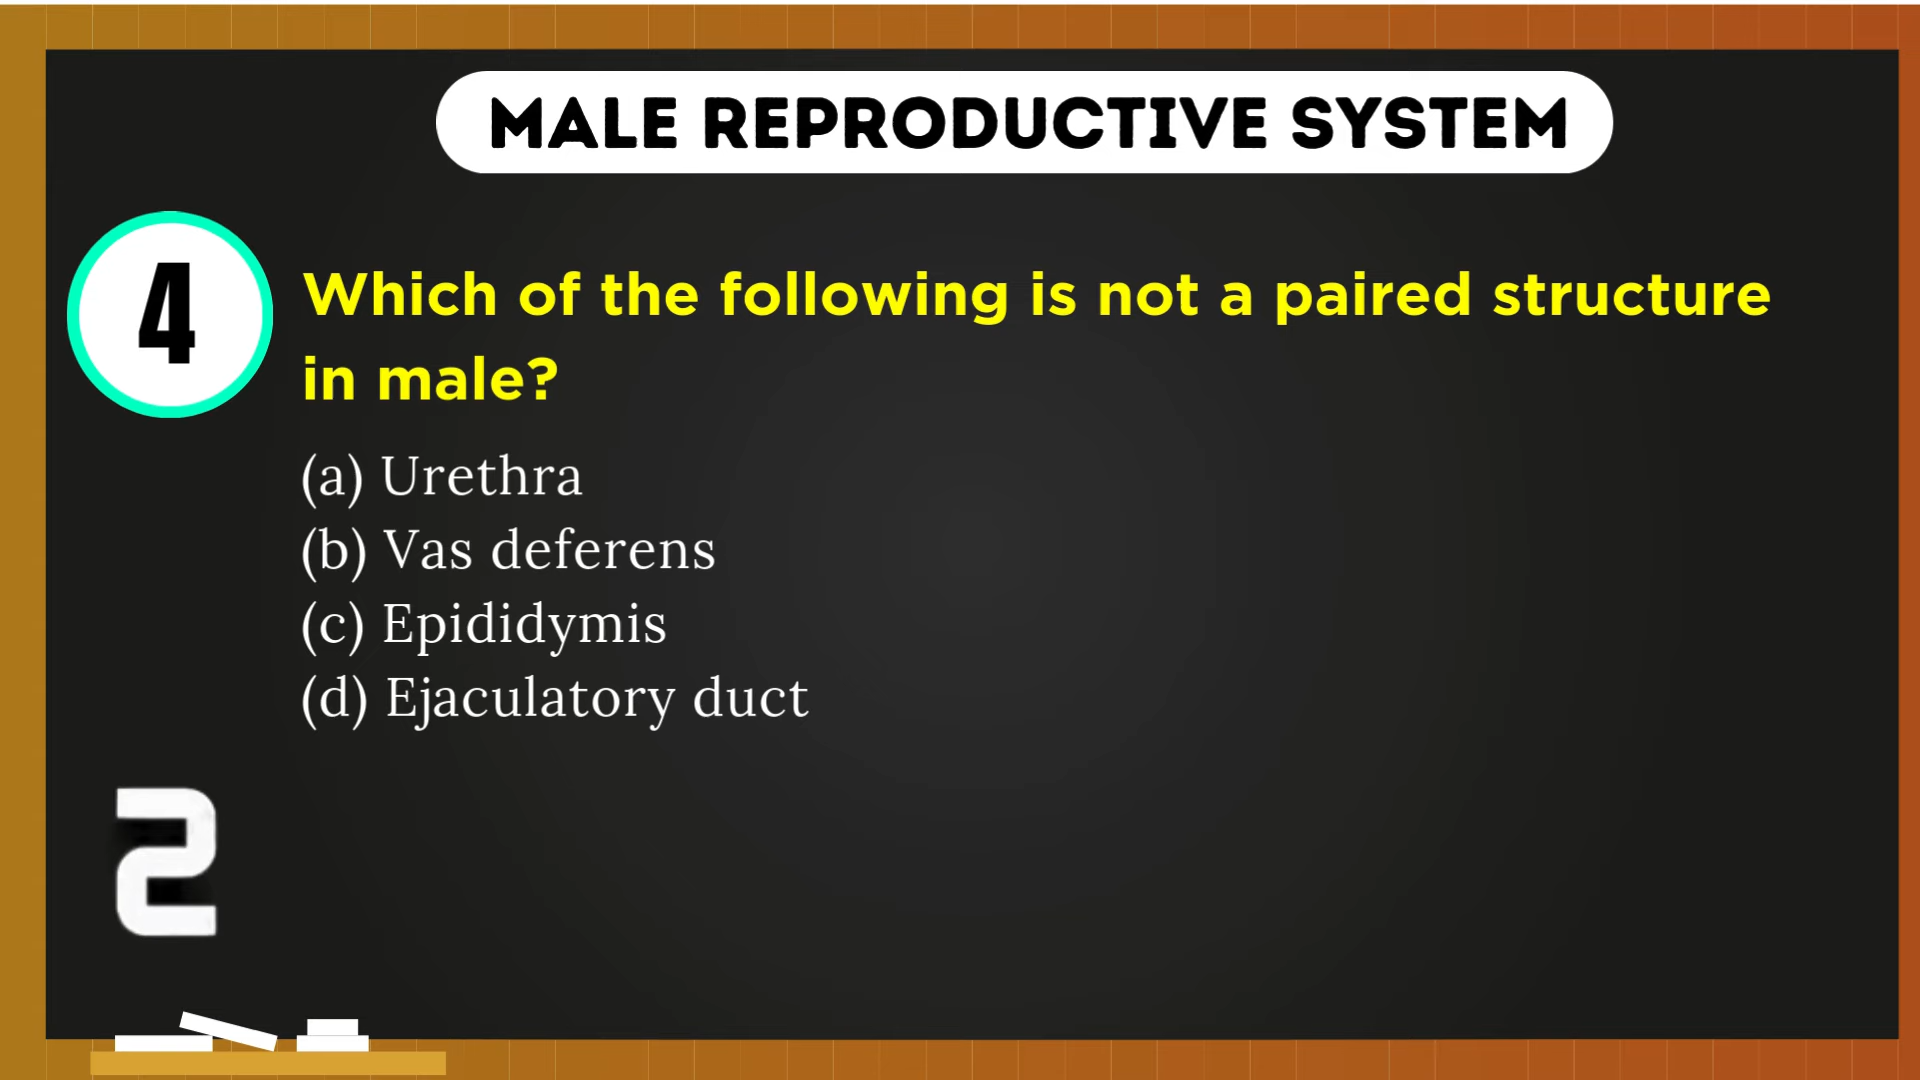 MALE REPRODUCTIVE SYSTEM
4
Which of the following is not a paired structure
in male?
(a) Urethra
(b) Vas deferens
(c) Epididymis
(d) Ejaculatory duct
2